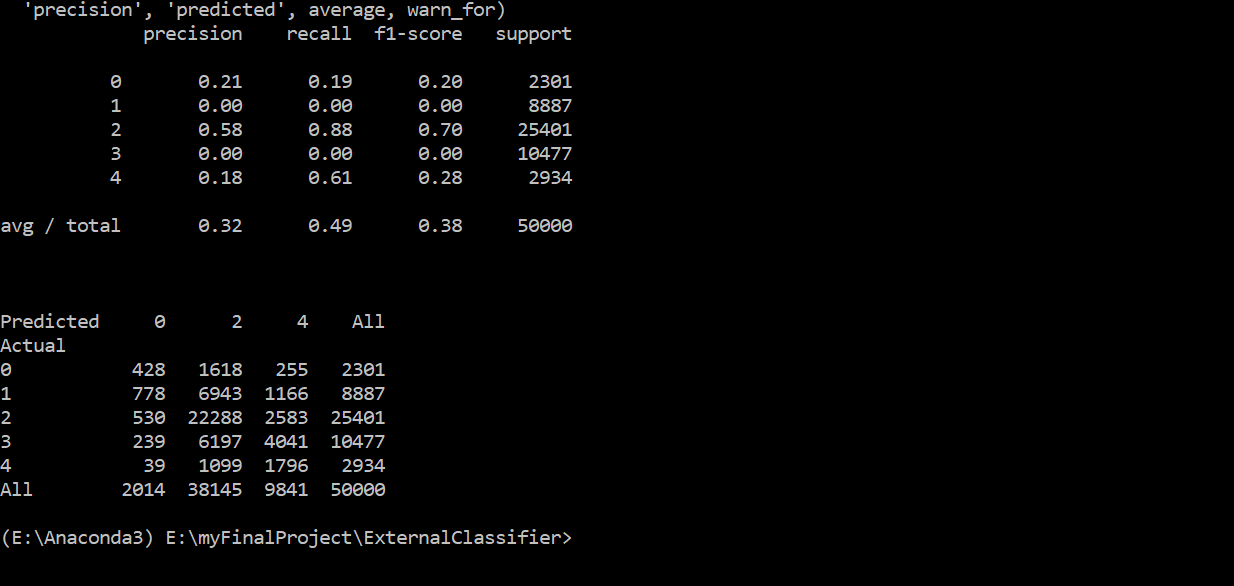 'precision', 'predicted', average, warn_for)
precision recall f1-score support
0 0.21 0.19 0.20 2301
1 0.00 0.00 0.00 8887
2 0.58 0.88 0.70 25401
3 0.00 0.00 0.00 10477
4 0.18 0.61 0.28 2934
avg / total 0.32 0.49 0.38 50000
Predicted 0 2 4 All
Actual
0 428 1618 255 2301
1 778 6943 1166 8887
2 530 22288 2583 25401
3 239 6197 4041 10477
4 39 1099 1796 2934
All 2014 38145 9841 50000
(E:\Anaconda3) E:\myFinalProject\ExternalClassifier>